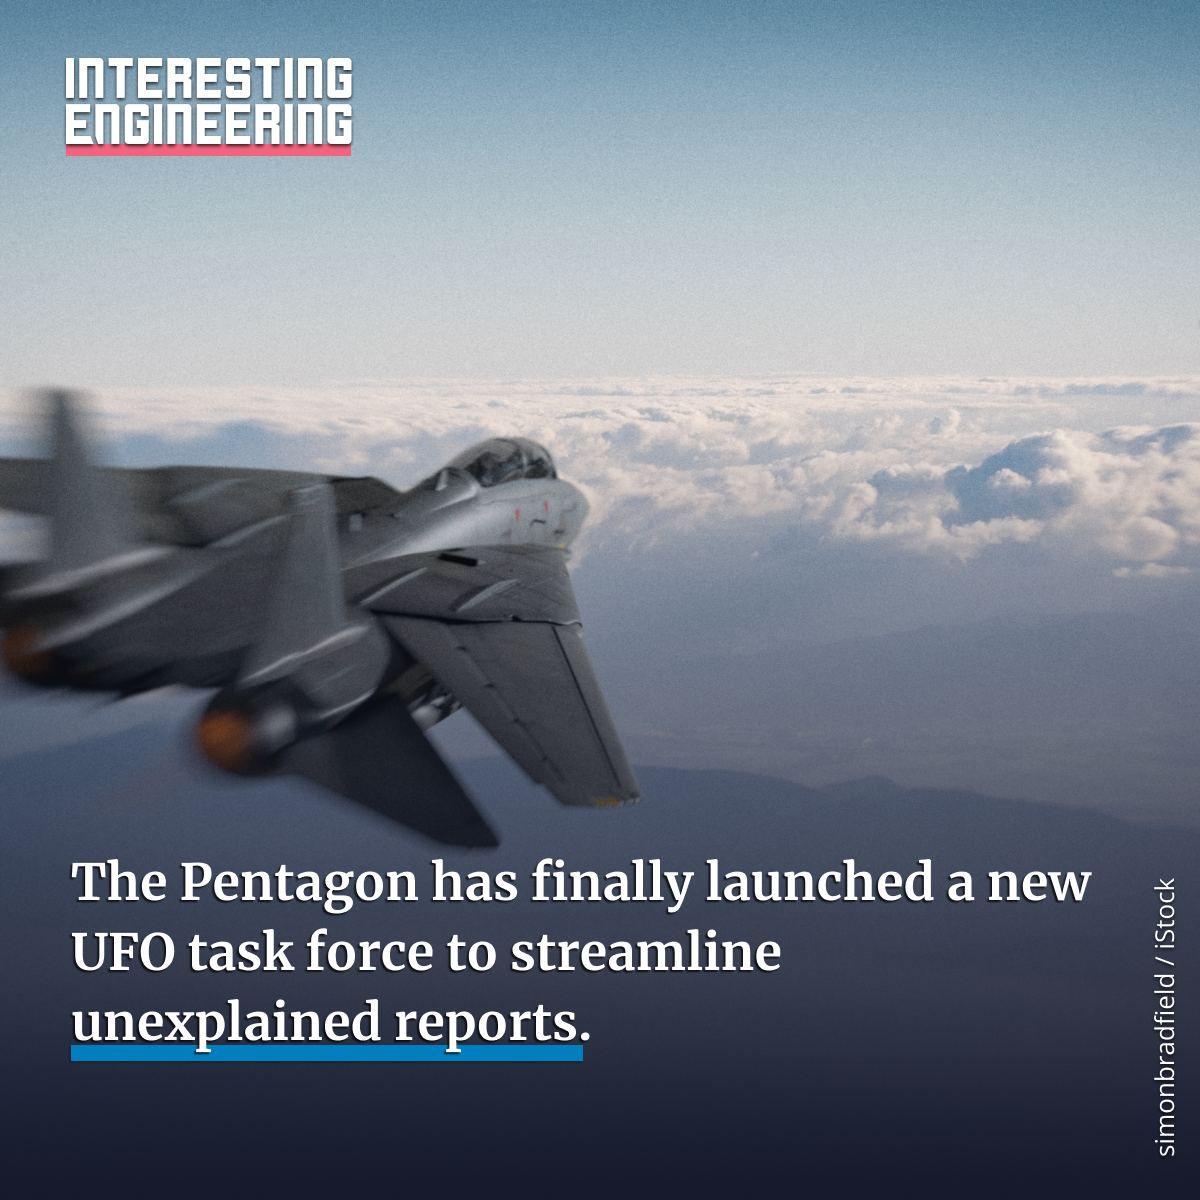 INTERESTING
ENGINEERING
The Pentagon has finally launched a new
UFO task force to streamline
unexplained reports.
simonbradfield / iStock